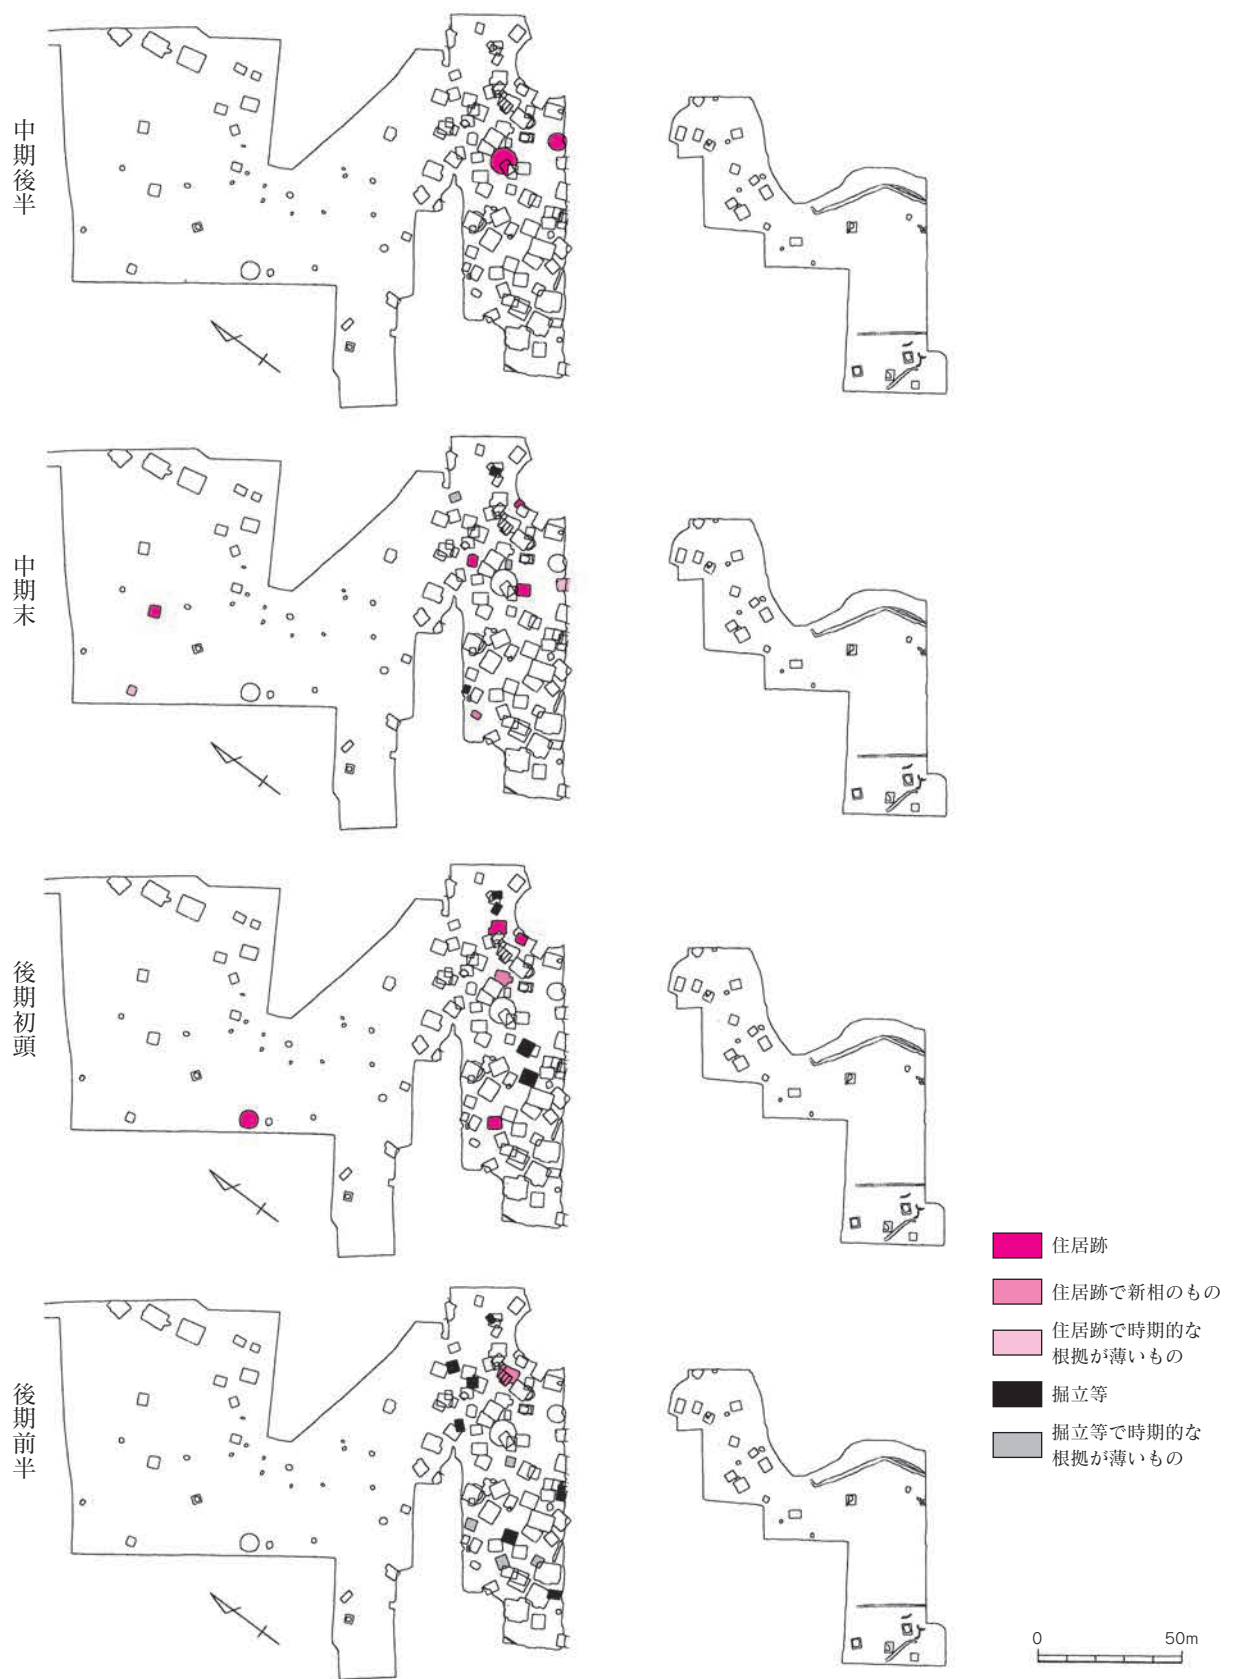 中期後半
中期末
後期初頭
後期前半
住居跡
住居跡で新相のもの
住居跡で時期的な
根拠が薄いもの
掘立等
掘立等で時期的な
根拠が薄いもの
0 50m